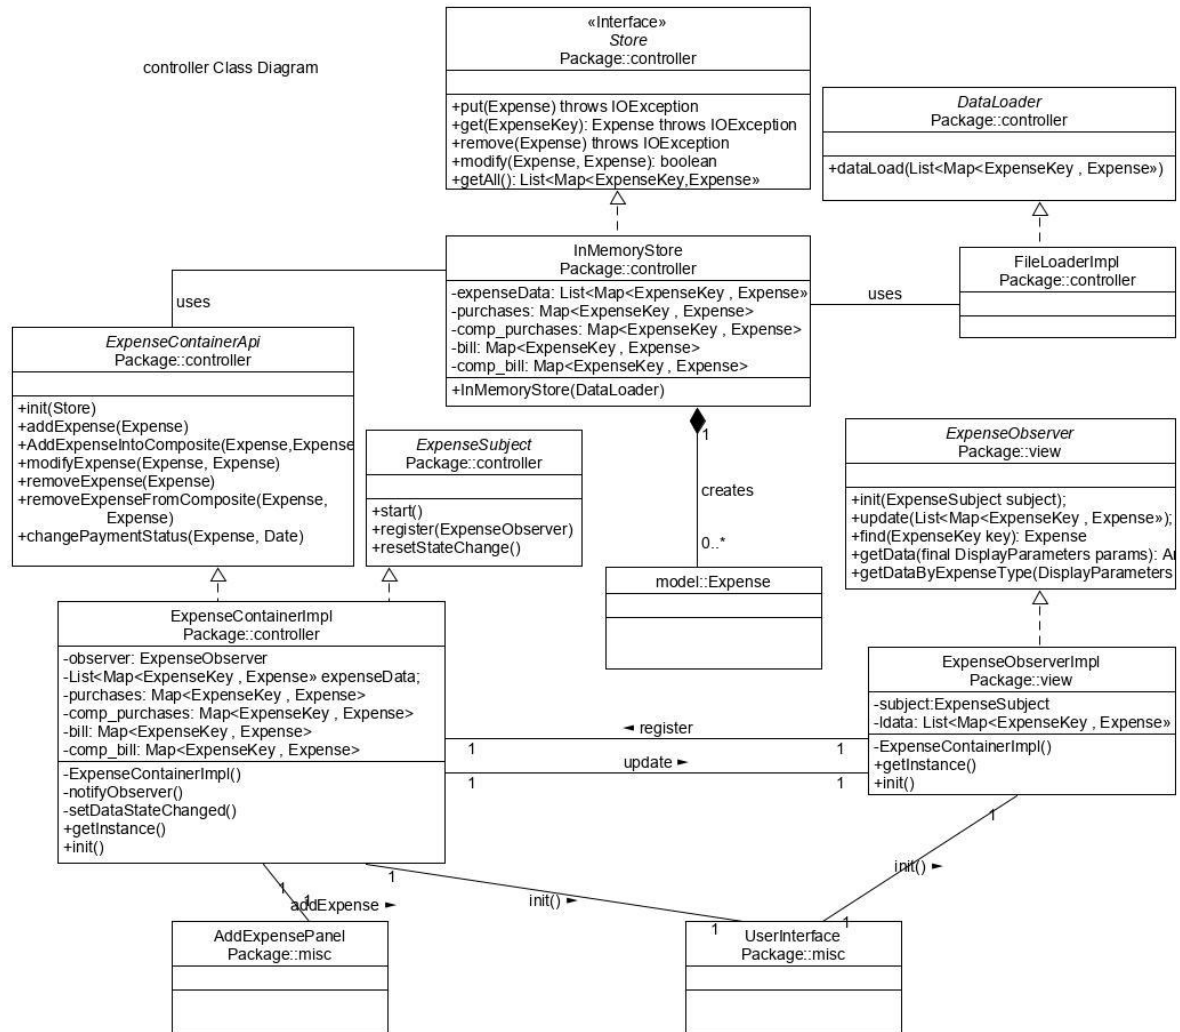 «Interface»
Store
Package::controller
+put(Expense) throws IOException
+get(ExpenseKey): Expense throws IOException
+remove(Expense) throws IOException
+modify(Expense, Expense): boolean
+getAll(): List<Map<ExpenseKey,Expense»
controller Class Diagram
DataLoader
Package::controller
+dataLoad(List<Map<ExpenseKey , Expense»)
InMemoryStore
Package::controller
-expenseData: List<Map<ExpenseKey , Expense»
-purchases: Map<ExpenseKey , Expense>
-comp_purchases: Map<ExpenseKey , Expense>
-bill: Map<ExpenseKey , Expense>
-comp_bill: Map<ExpenseKey , Expense>
+InMemoryStore(DataLoader)
uses
FileLoaderImpl
Package::controller
uses
ExpenseContainerApi
Package::controller
+init(Store)
+addExpense(Expense)
+AddExpenseIntoComposite(Expense,Expense
+modifyExpense(Expense, Expense)
+removeExpense(Expense)
+removeExpenseFromComposite(Expense,
Expense)
+changePaymentStatus(Expense, Date)
ExpenseSubject
Package::controller
+start()
+register(ExpenseObserver)
+resetStateChange()
1
creates
0..*
model::Expense
ExpenseObserver
Package::view
+init(ExpenseSubject subject);
+update(List<Map<ExpenseKey , Expense»);
+find(ExpenseKey key): Expense
+getData(final DisplayParameters params): Ar
+getDataByExpenseType(DisplayParameters
ExpenseContainerImpl
Package::controller
-observer: ExpenseObserver
-List<Map<ExpenseKey , Expense» expenseData;
-purchases: Map<ExpenseKey , Expense>
-comp_purchases: Map<ExpenseKey , Expense>
-bill: Map<ExpenseKey , Expense>
-comp_bill: Map<ExpenseKey , Expense>
-ExpenseContainerImpl()
-notifyObserver()
-setDataStateChanged()
+getInstance()
+init()
◄ register
1 1
update ►
1 1
ExpenseObserverImpl
Package::view
-subject:ExpenseSubject
-ldata: List<Map<ExpenseKey , Expense»
-ExpenseContainerImpl()
+getInstance()
+init()
1
1
addExpense ►
1
init() ►
1
1
init() ►
1
AddExpensePanel
Package::misc
UserInterface
Package::misc